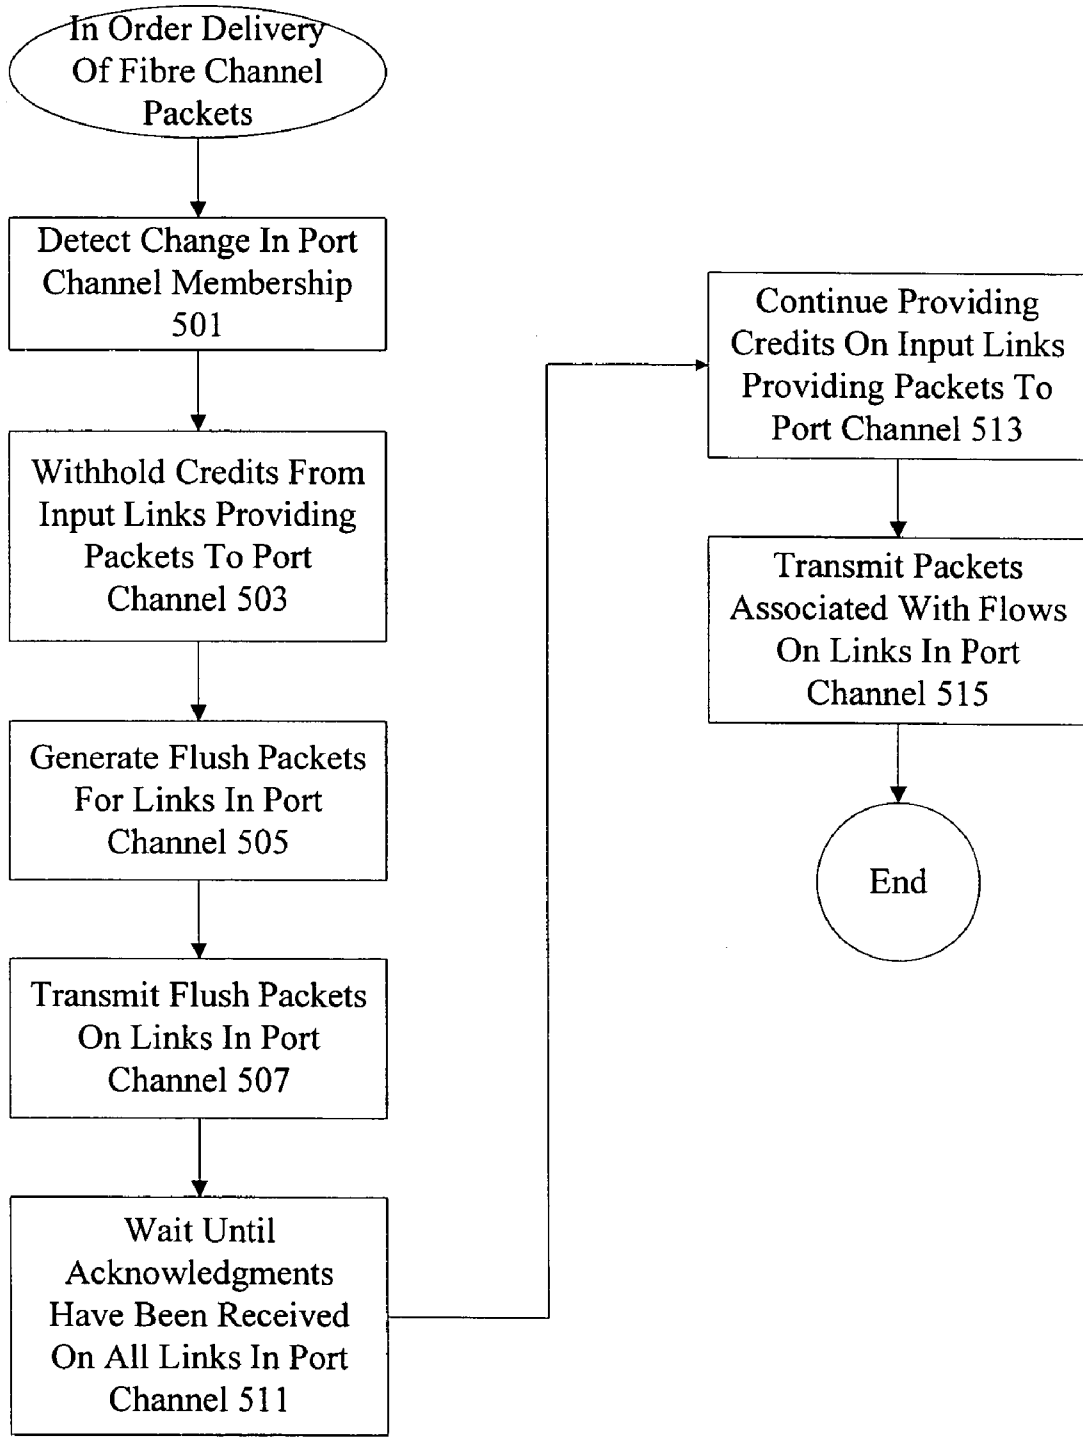 In Order Delivery
Of Fibre Channel
Packets
Detect Change In Port
Channel Membership
501
Withhold Credits From
Input Links Providing
Packets To Port
Channel 503
Generate Flush Packets
For Links In Port
Channel 505
Transmit Flush Packets
On Links In Port
Channel 507
Wait Until
Acknowledgments
Have Been Received
On All Links In Port
Channel 511
Continue Providing
Credits On Input Links
Providing Packets To
Port Channel 513
Transmit Packets
Associated With Flows
On Links In Port
Channel 515
End